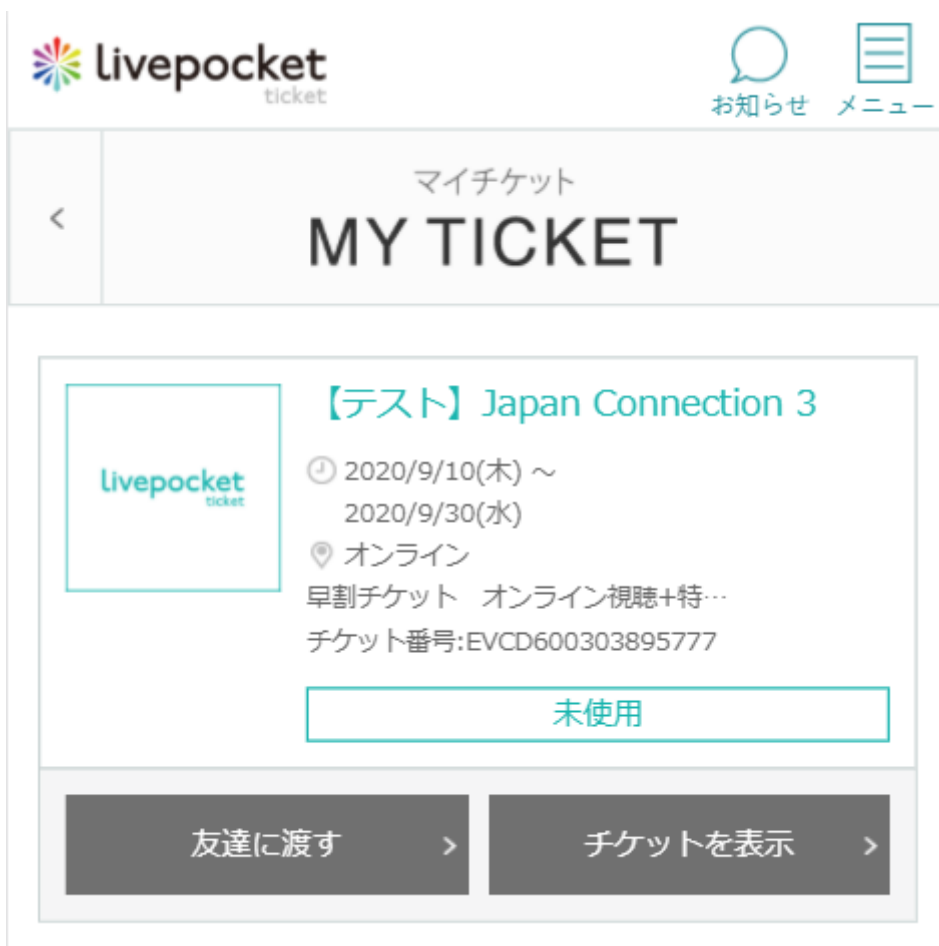 livepocket
ticket
お知らせ
メニュー
マイチケット
<
MY TICKET
livepocket
ticket
【テスト】Japan Connection 3
2020/9/10(木) ～
2020/9/30(水)
オンライン
早割チケット　オンライン視聴+特…
チケット番号:EVCD600303895777
未使用
友達に渡す >
チケットを表示 >